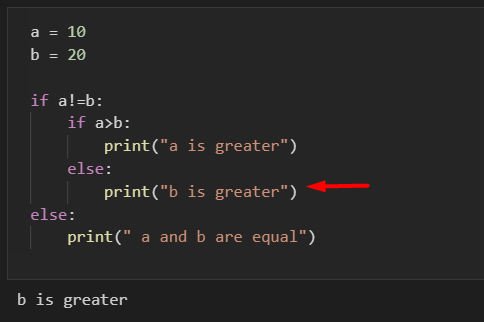 a = 10
b = 20
if a!=b:
if a>b:
print("a is greater")
else:
print("b is greater")
else:
print(" a and b are equal")
b is greater